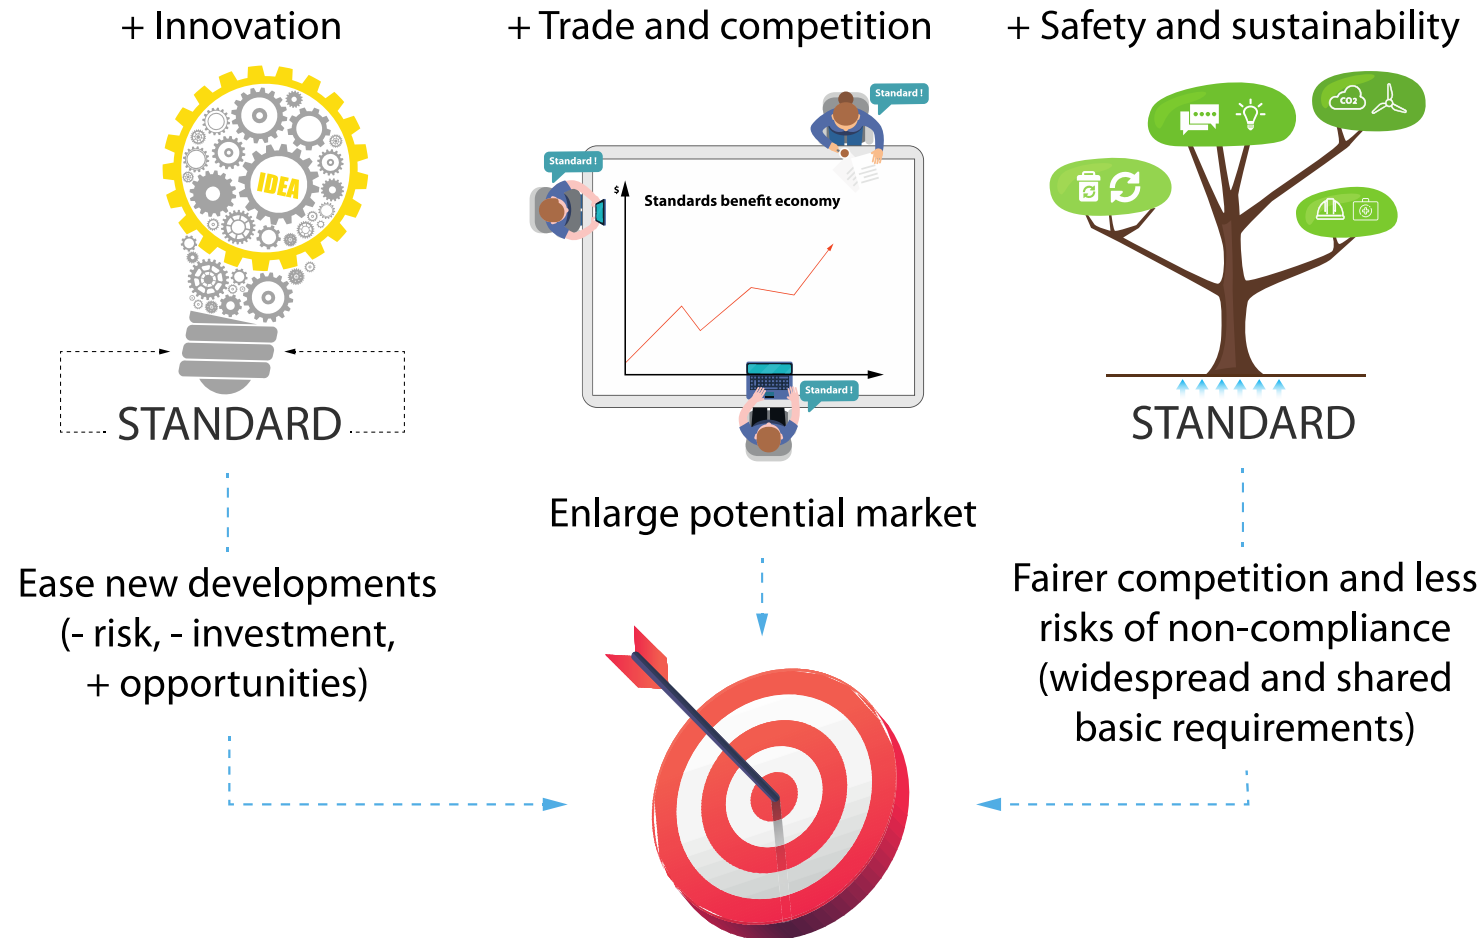 + Innovation
+ Trade and competition
+ Safety and sustainability
IDEA
STANDARD
Standard !
Standard !
$
Standards benefit economy
Standard !
CO2
STANDARD
Ease new developments
(- risk, - investment,
+ opportunities)
Enlarge potential market
Fairer competition and less
risks of non-compliance
(widespread and shared
basic requirements)